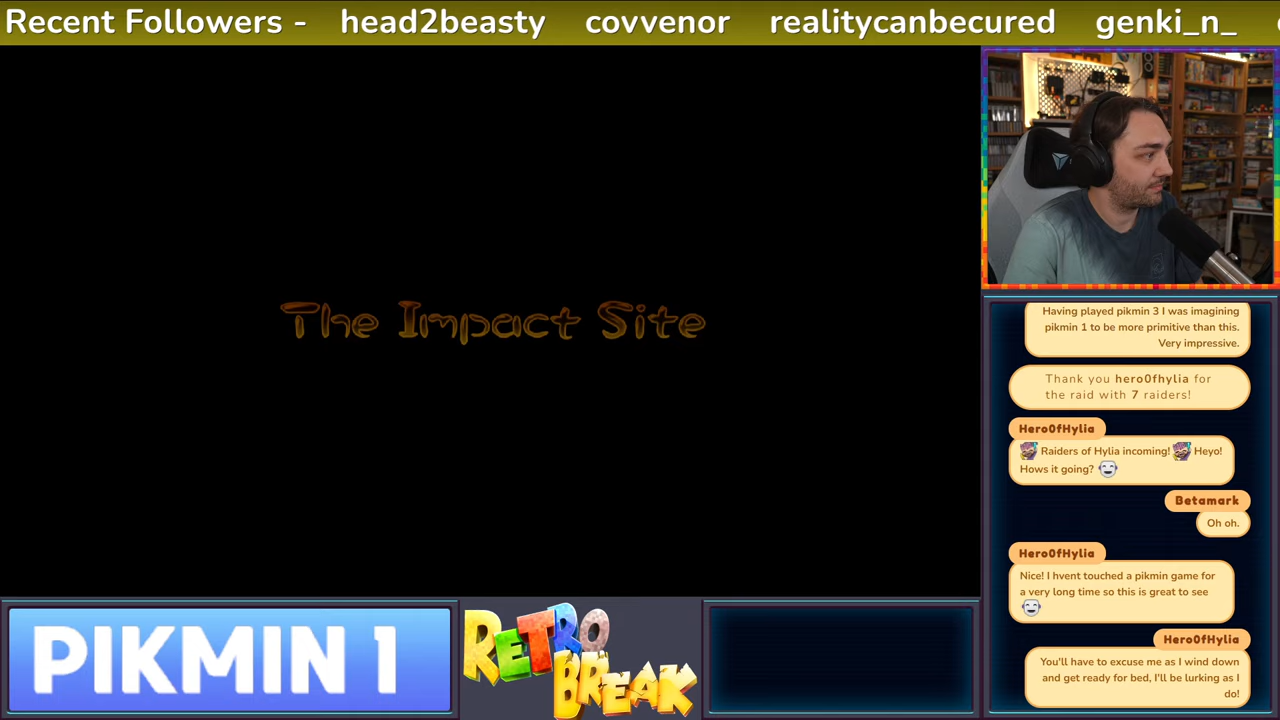 Recent Followers - head2beasty covvenor realitycanbecured genki_n_
The Impact Site
Having played pikmin 3 I was imagining
pikmin 1 to be more primitive than this.
Very impressive.
Thank you hero0fhylia for
the raid with 7 raiders!
Hero0fHylia
Raiders of Hylia incoming! Heyo!
Hows it going?
Betamark
Oh oh.
Hero0fHylia
Nice! I hvent touched a pikmin game for
a very long time so this is great to see
Hero0fHylia
You'll have to excuse me as I wind down
and get ready for bed, I'll be lurking as I
do!
PIKMIN 1
RETRO
BREAK